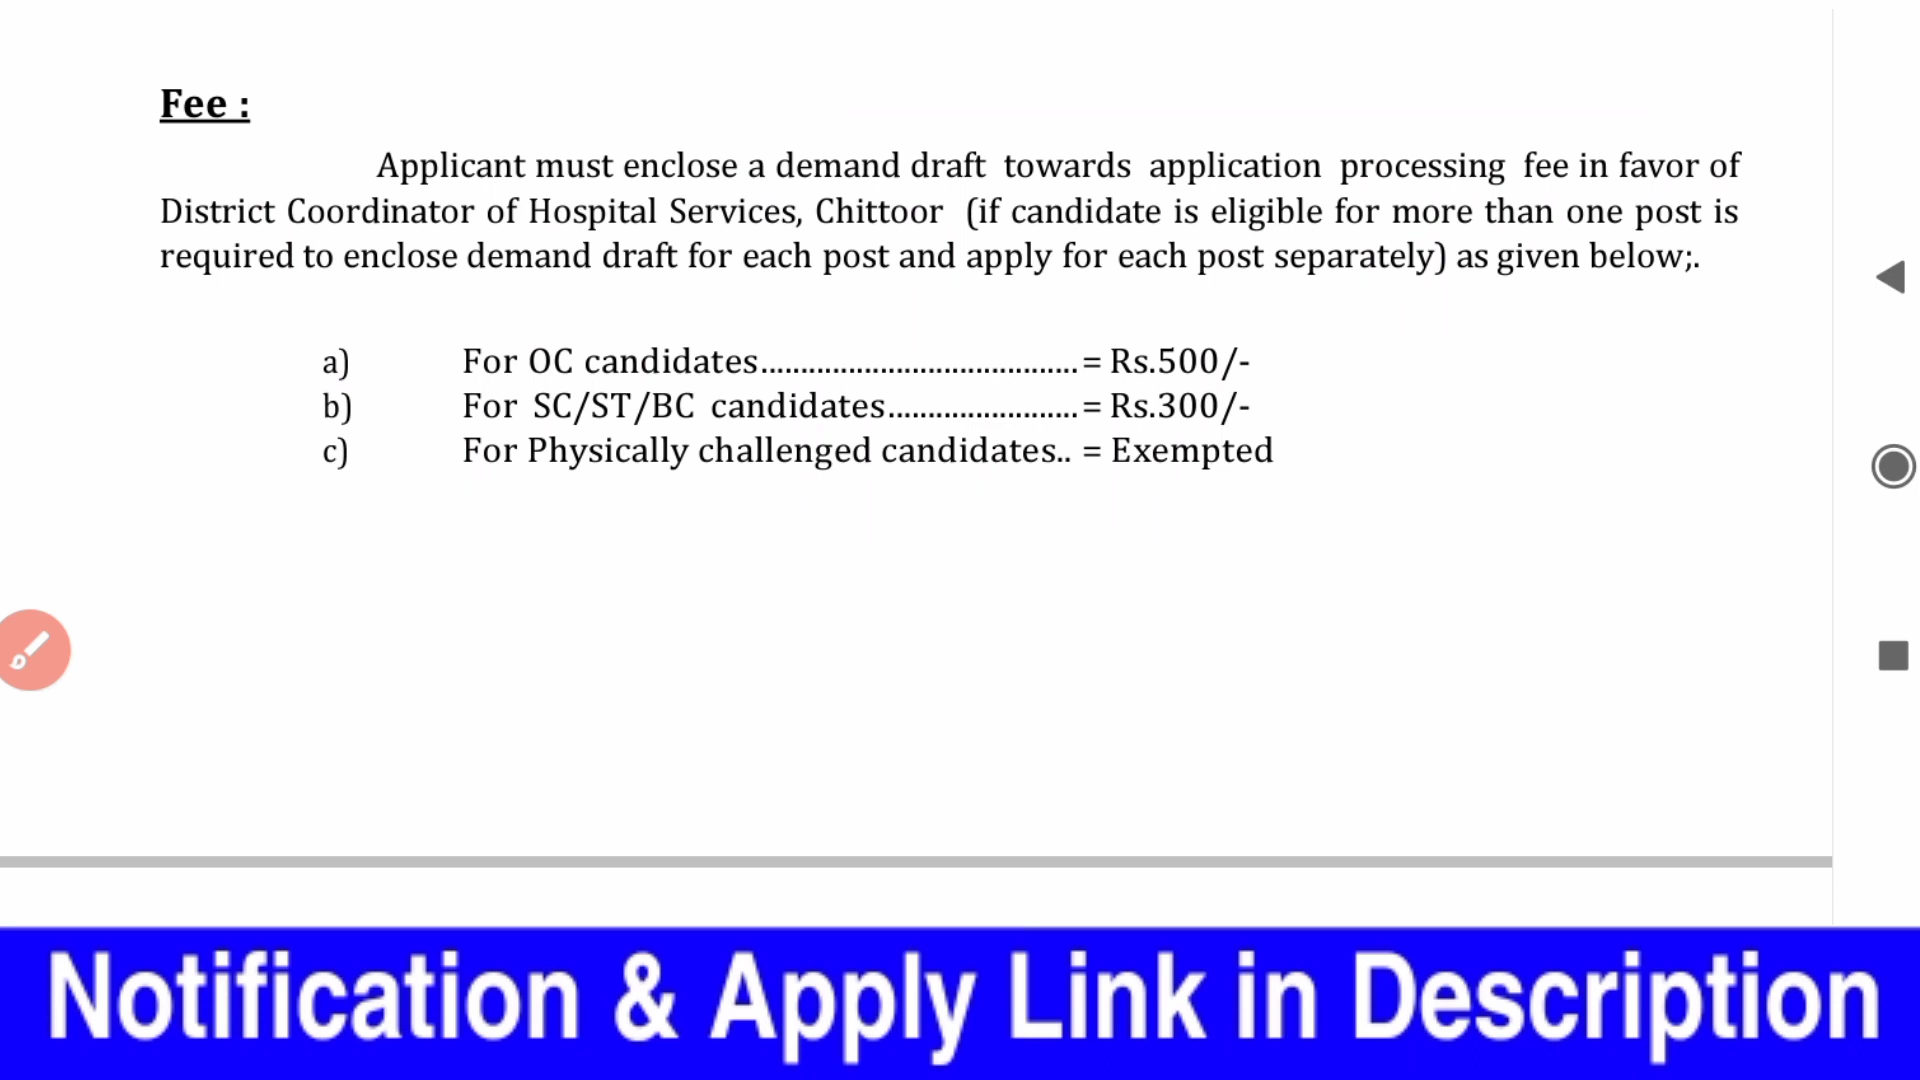 Fee :
Applicant must enclose a demand draft towards application processing fee in favor of
District Coordinator of Hospital Services, Chittoor (if candidate is eligible for more than one post is
required to enclose demand draft for each post and apply for each post separately) as given below;.
a) For OC candidates........................................ = Rs.500/-
b) For SC/ST/BC candidates........................ = Rs.300/-
c) For Physically challenged candidates.. = Exempted
Notification & Apply Link in Description